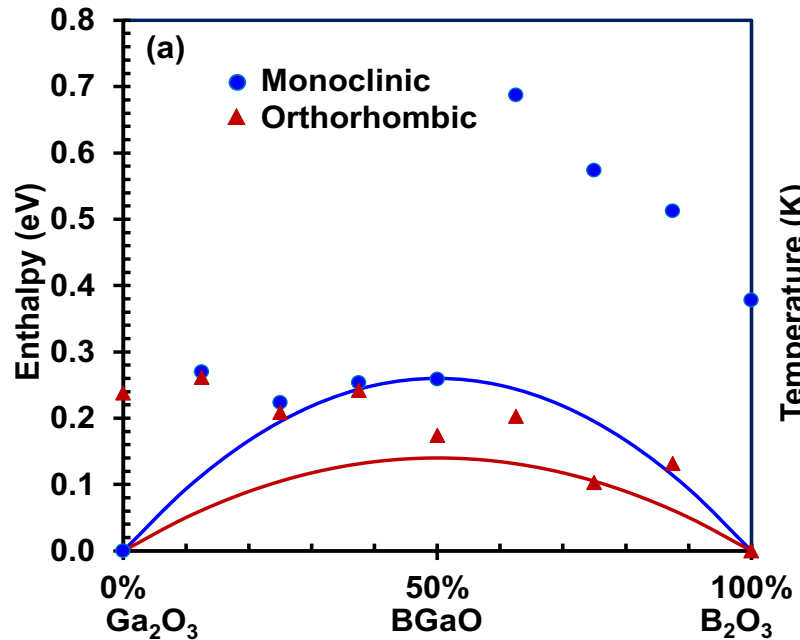 (a)
Monoclinic
Orthorhombic
Enthalpy (eV)
0.8
0.7
0.6
0.5
0.4
0.3
0.2
0.1
0.0
Temperature (K)
0% 50% 100%
Ga₂O₃ BGaO B₂O₃